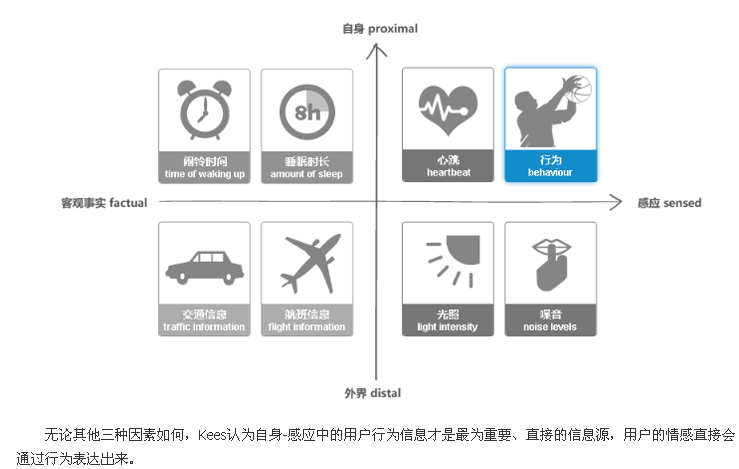 自身 proximal
8h
闹铃时间
time of waking up
睡眠时长
amount of sleep
心跳
heartbeat
行为
behaviour
客观事实 factual
感应 sensed
交通信息
traffic information
航班信息
flight information
光照
light intensity
噪音
noise levels
外界 distal
无论其他三种因素如何，Kees认为自身-感应中的用户行为信息才是最为重要、直接的信息源，用户的情感直接会
通过行为表达出来。